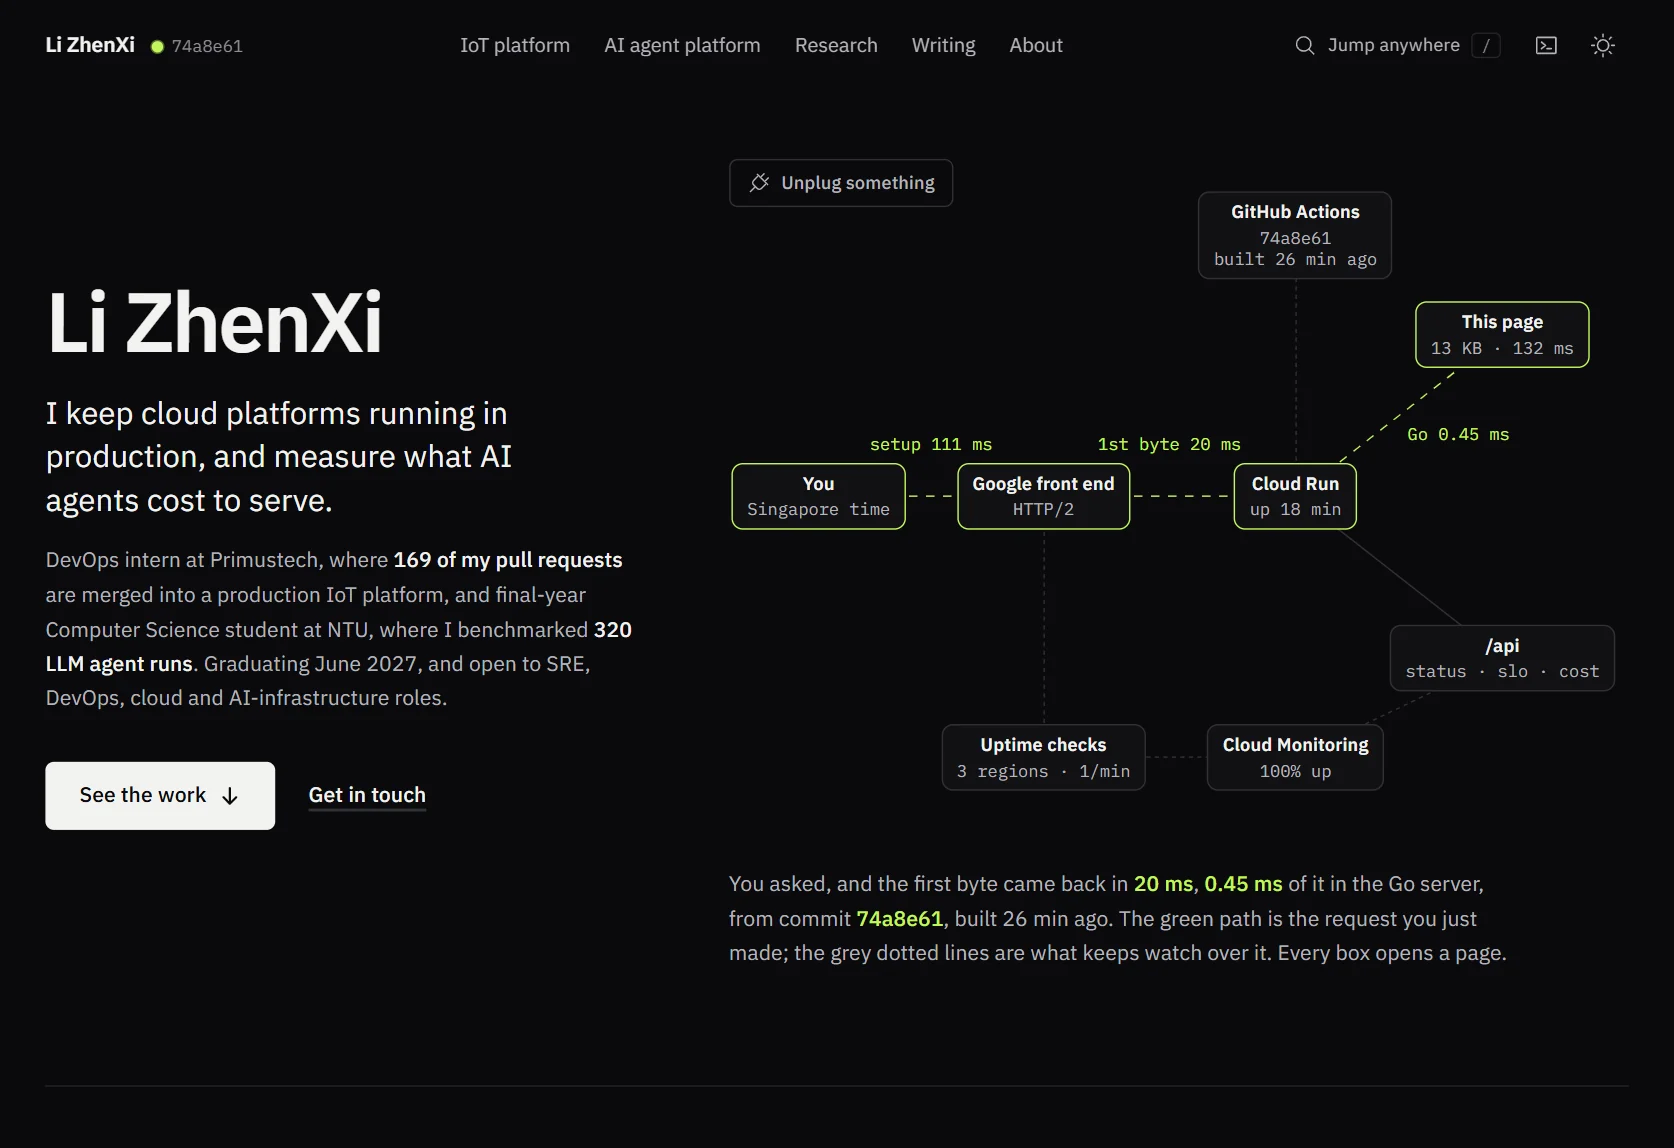 Li ZhenXi 74a8e61 IoT platform AI agent platform Research Writing About Jump anywhere /
Unplug something
GitHub Actions
74a8e61
built 26 min ago
This page
13 KB · 132 ms
Go 0.45 ms
setup 111 ms 1st byte 20 ms
You
Singapore time
Google front end
HTTP/2
Cloud Run
up 18 min
/api
status · slo · cost
Uptime checks
3 regions · 1/min
Cloud Monitoring
100% up
Li ZhenXi
I keep cloud platforms running in
production, and measure what AI
agents cost to serve.
DevOps intern at Primustech, where 169 of my pull requests
are merged into a production IoT platform, and final-year
Computer Science student at NTU, where I benchmarked 320
LLM agent runs. Graduating June 2027, and open to SRE,
DevOps, cloud and AI-infrastructure roles.
See the work ↓ Get in touch
You asked, and the first byte came back in 20 ms, 0.45 ms of it in the Go server,
from commit 74a8e61, built 26 min ago. The green path is the request you just
made; the grey dotted lines are what keeps watch over it. Every box opens a page.